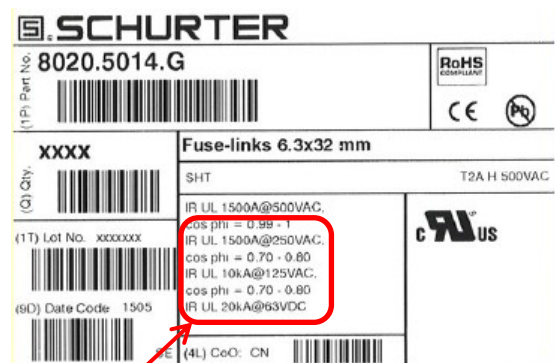 SCHURTER
(1P) Part No.
8020.5014.G
RoHS
COMPLIANT
CE
Pb
XXXX
(Q) Qty.
Fuse-links 6.3x32 mm
SHT
T2A H 500VAC
IR UL 1500A@500VAC,
cos phi = 0.99 - 1
IR UL 1500A@250VAC,
cos phi = 0.70 - 0.80
IR UL 10kA@125VAC,
cos phi = 0.70 - 0.80
IR UL 20kA@63VDC
c US
(1T) Lot No. xxxxxxx
(9D) Date Code 1505
SE
(4L) CoO: CN